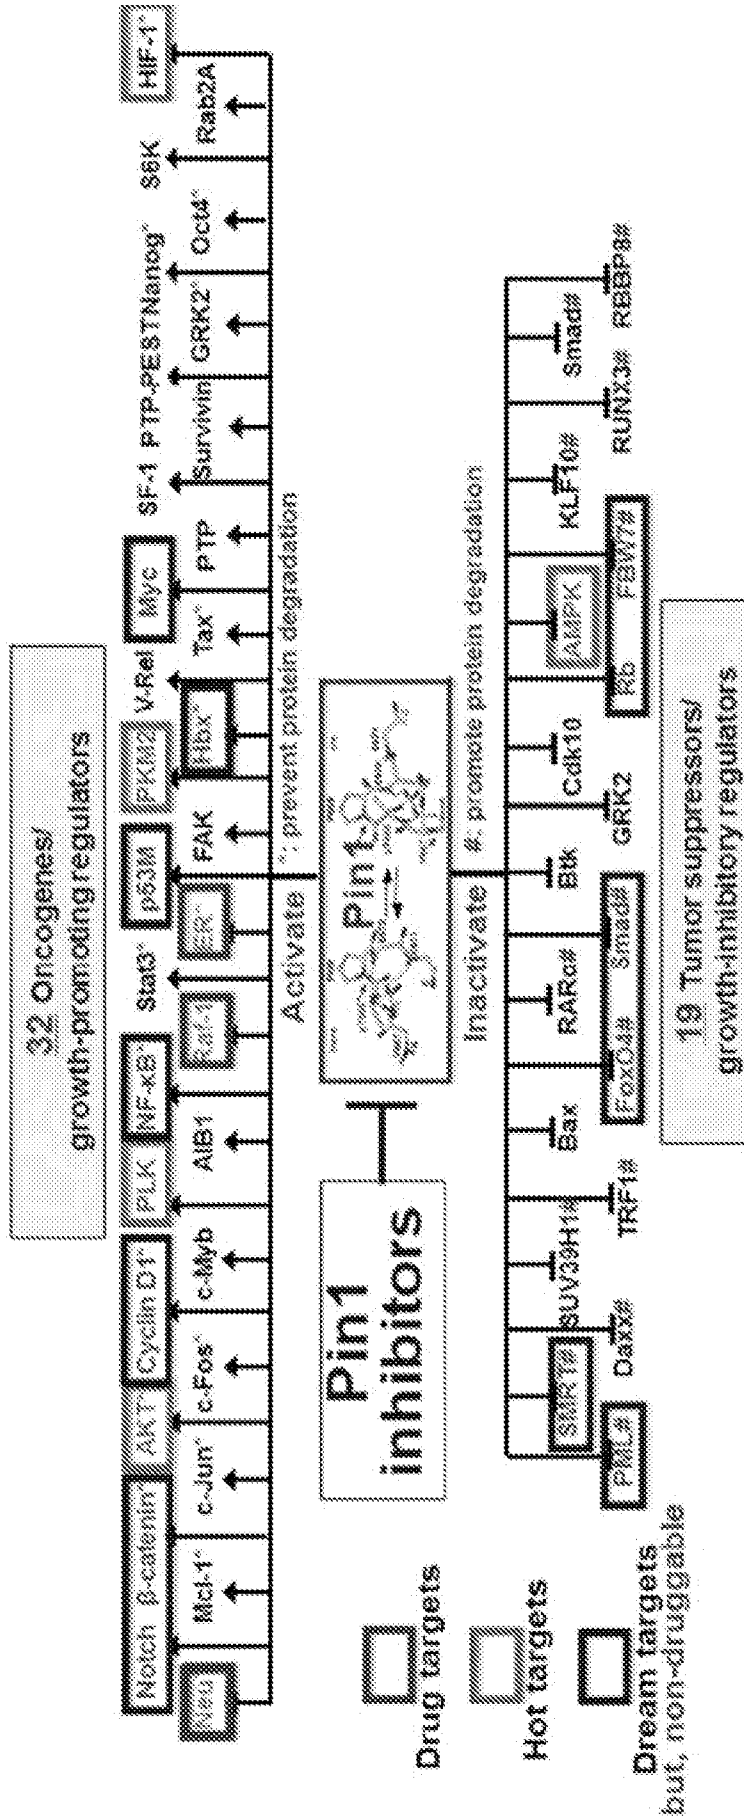 32 Oncogenes/
growth-promoting regulators
Notch β-catenin^ AKT^ Cyclin D1^ PLK NF-κB^ Stat3^ p53M PKM2 V-Rel Myc SF-1 PTP-PEST Nanog^ S6K HIF-1^
Neu Mcl-1^ c-Jun^ c-Fos^ c-Myb AIB1 Raf-1 ER^ FAK Hbx^ Tax^ PTP Survivin GRK2^ Oct4^ Rab2A
Activate ^: prevent protein degradation
Pin1
inhibitors
Pin1
Inactivate #: promote protein degradation
SMRT# SUV39H1# Bax RARα# Btk Cdk10 AMPK KLF10# Smad#
PML# Daxx# TRF1# FoxO4# Smad# GRK2 Rb FBW7# RUNX3# RBBP8#
19 Tumor suppressors/
growth-inhibitory regulators
Drug targets
Hot targets
Dream targets
but, non-druggable